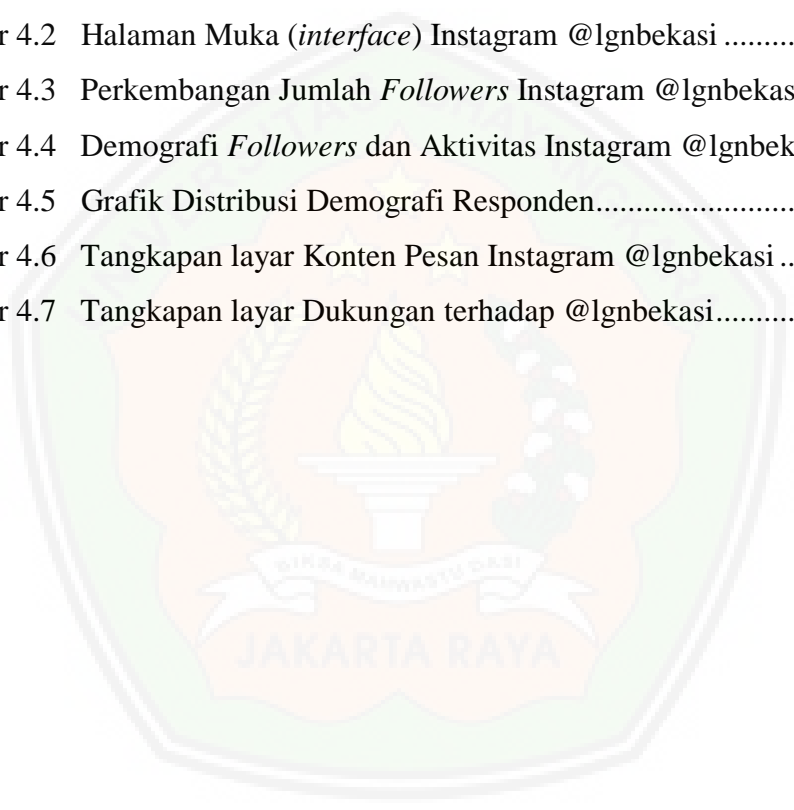 r 4.2 Halaman Muka (interface) Instagram @lgnbekasi .........
r 4.3 Perkembangan Jumlah Followers Instagram @lgnbekas
r 4.4 Demografi Followers dan Aktivitas Instagram @lgnbek
r 4.5 Grafik Distribusi Demografi Responden.........................
r 4.6 Tangkapan layar Konten Pesan Instagram @lgnbekasi ..
r 4.7 Tangkapan layar Dukungan terhadap @lgnbekasi..........
JAKARTA RAYA